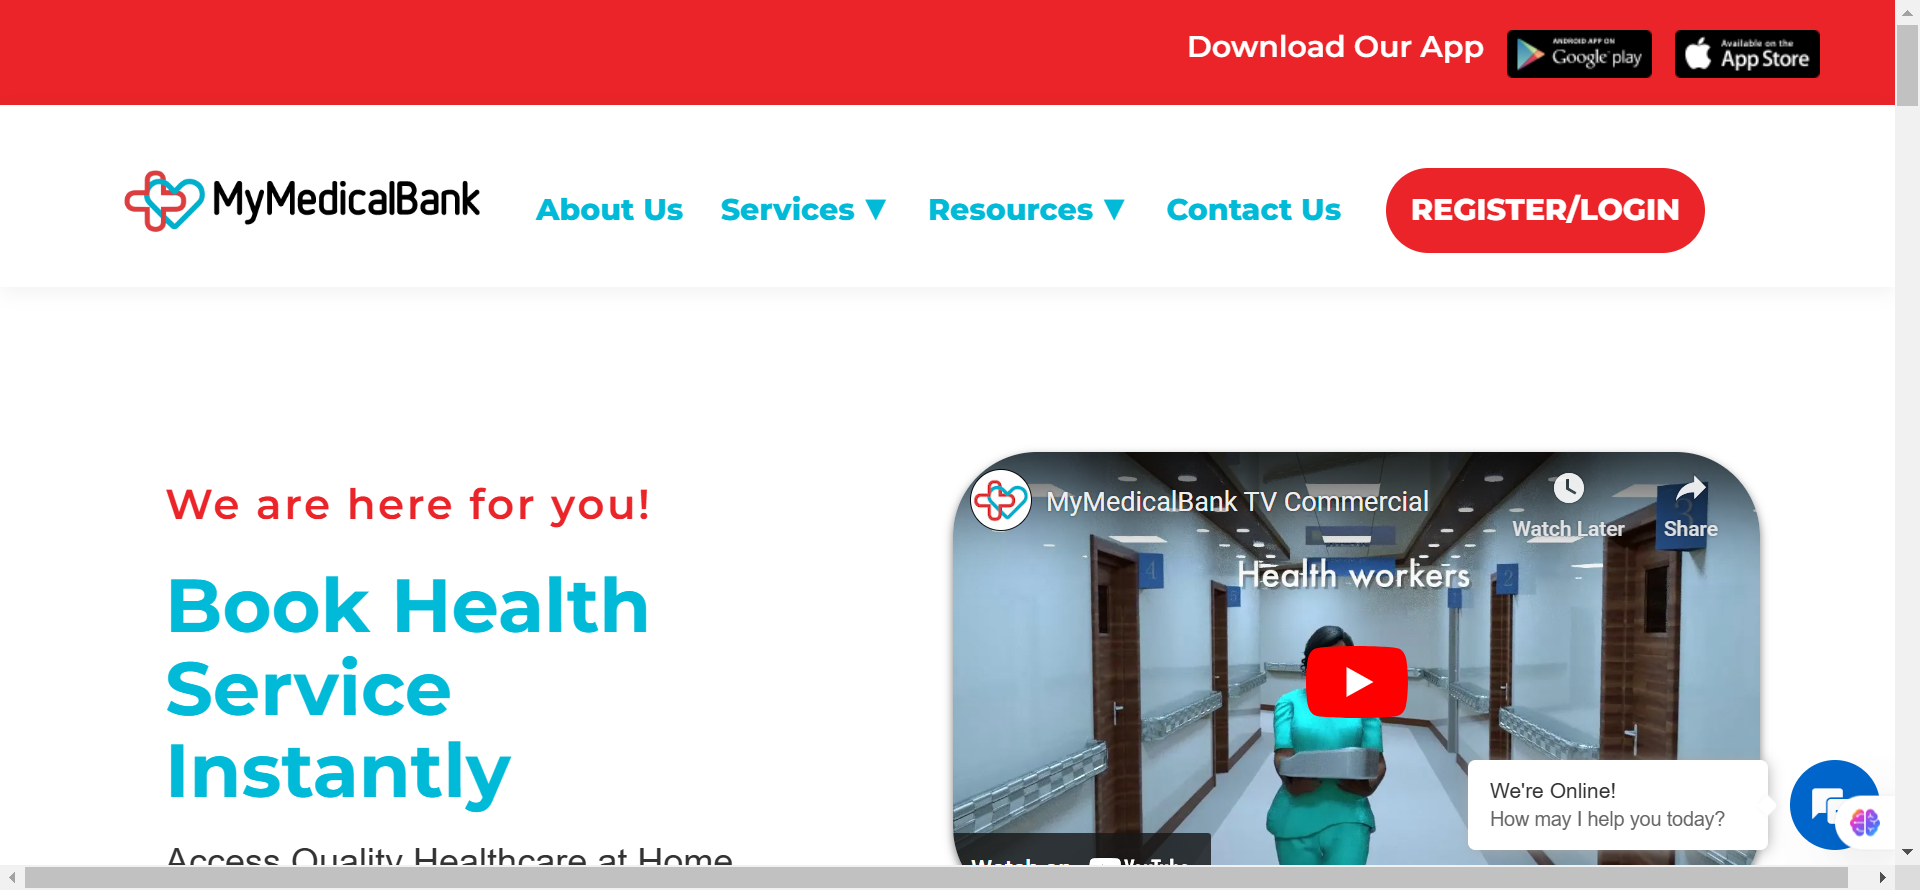 Download Our App
ANDROID APP ON
Google play
Available on the
App Store
MyMedicalBank
About Us
Services ▼
Resources ▼
Contact Us
REGISTER/LOGIN
We are here for you!
Book Health
Service
Instantly
Access Quality Healthcare at Home
MyMedicalBank TV Commercial
Watch Later
Share
3
Health workers
4
2
Watch on YouTube
We're Online!
How may I help you today?